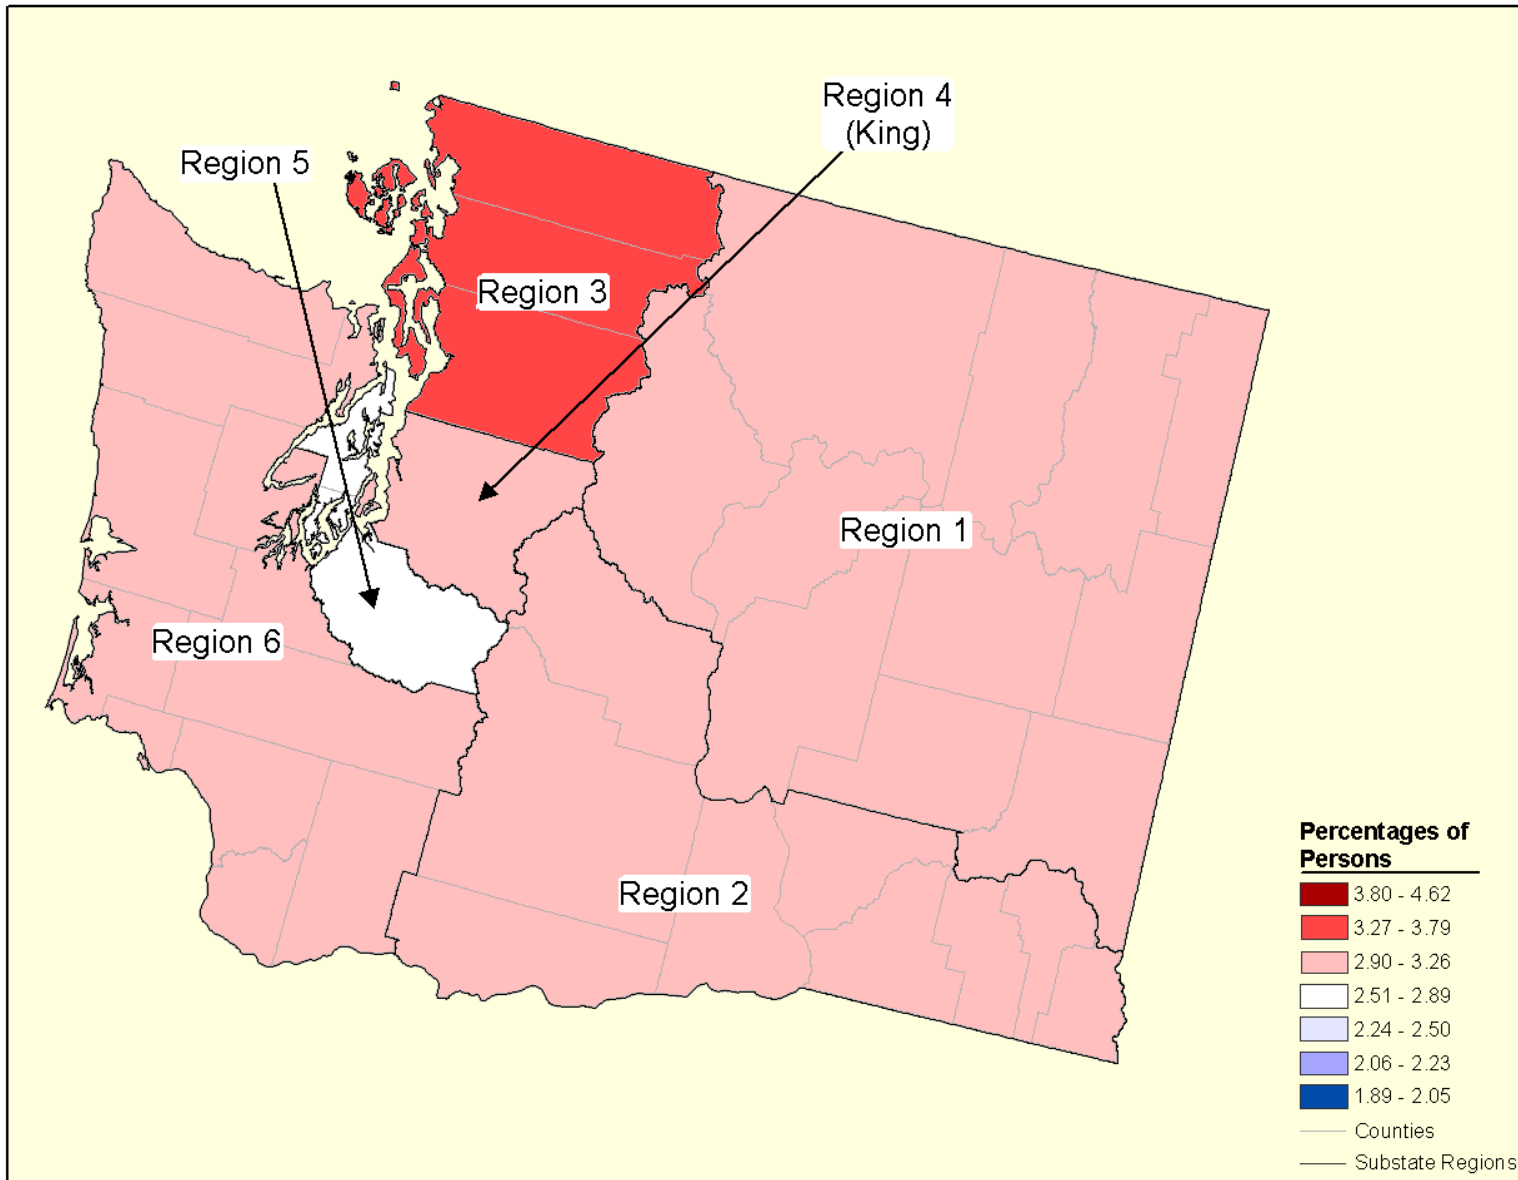 Region 4
(King)
Region 5
Region 3
Region 1
Region 6
Region 2
Percentages of
Persons
3.80 - 4.62
3.27 - 3.79
2.90 - 3.26
2.51 - 2.89
2.24 - 2.50
2.06 - 2.23
1.89 - 2.05
Counties
Substate Regions